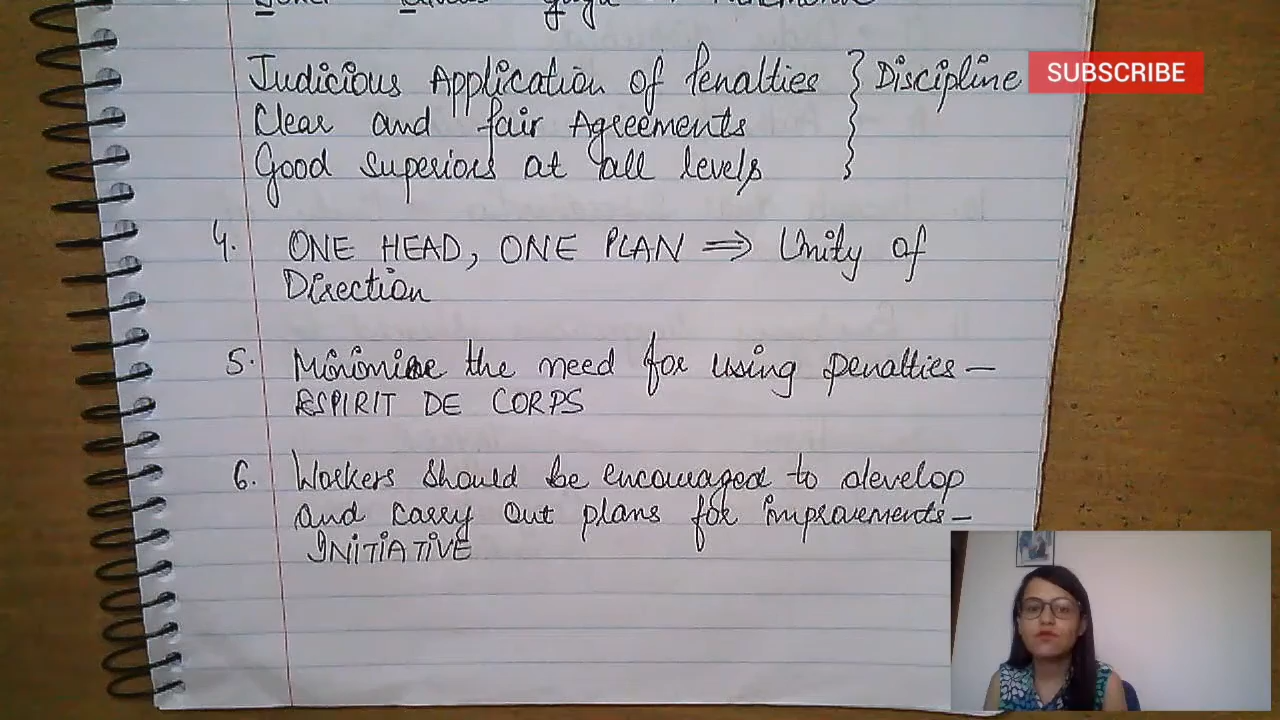 Judicious Application of Penalties } Discipline
SUBSCRIBE
Clear and fair Agreements
Good Superiors at all levels
4. ONE HEAD, ONE PLAN ⇒ Unity of
Direction
5. Minimise the need for using penalties –
ESPIRIT DE CORPS
6. Workers should be encouraged to develop
and carry out plans for improvements –
INITIATIVE